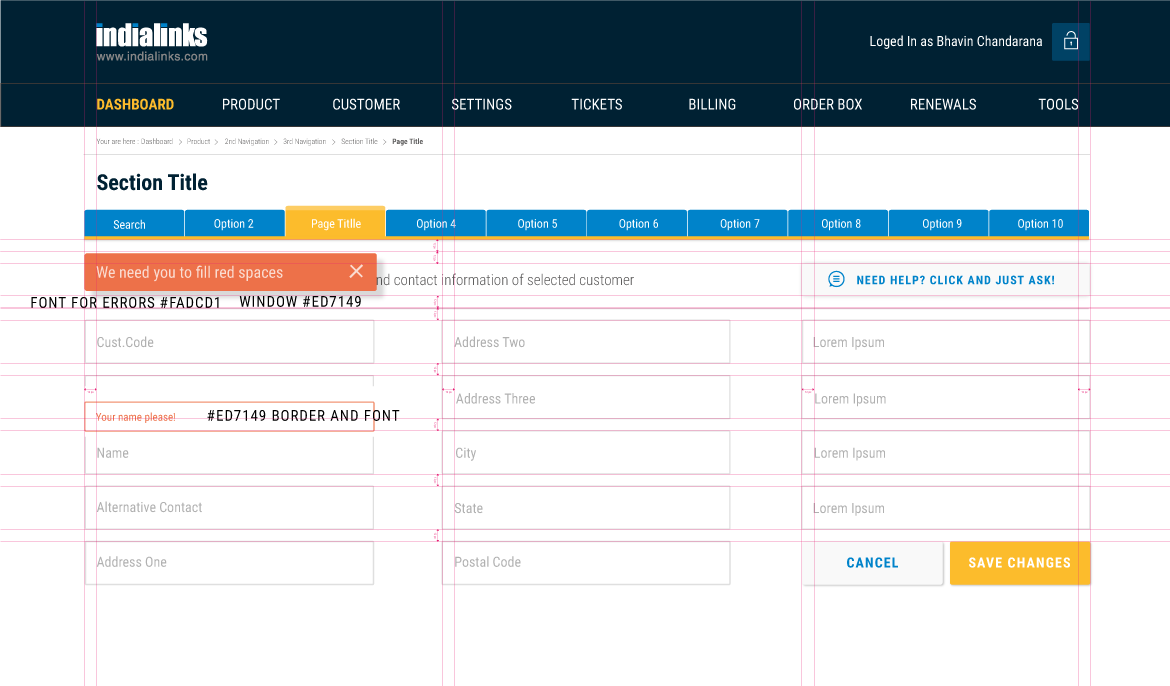 indialinks
www.indialinks.com
Loged In as Bhavin Chandarana
DASHBOARD PRODUCT CUSTOMER SETTINGS TICKETS BILLING ORDER BOX RENEWALS TOOLS
Your are here : Dashboard > Product > 2nd Navigation > 3rd Navigation > Section Title > Page Title
Section Title
Search Option 2 Page Titlle Option 4 Option 5 Option 6 Option 7 Option 8 Option 9 Option 10
We need you to fill red spaces
nd contact information of selected customer
NEED HELP? CLICK AND JUST ASK!
FONT FOR ERRORS #FADCD1 WINDOW #ED7149
Cust.Code Address Two Lorem Ipsum
Address Three Lorem Ipsum
Your name please! #ED7149 BORDER AND FONT
Name City Lorem Ipsum
Alternative Contact State Lorem Ipsum
Address One Postal Code CANCEL SAVE CHANGES